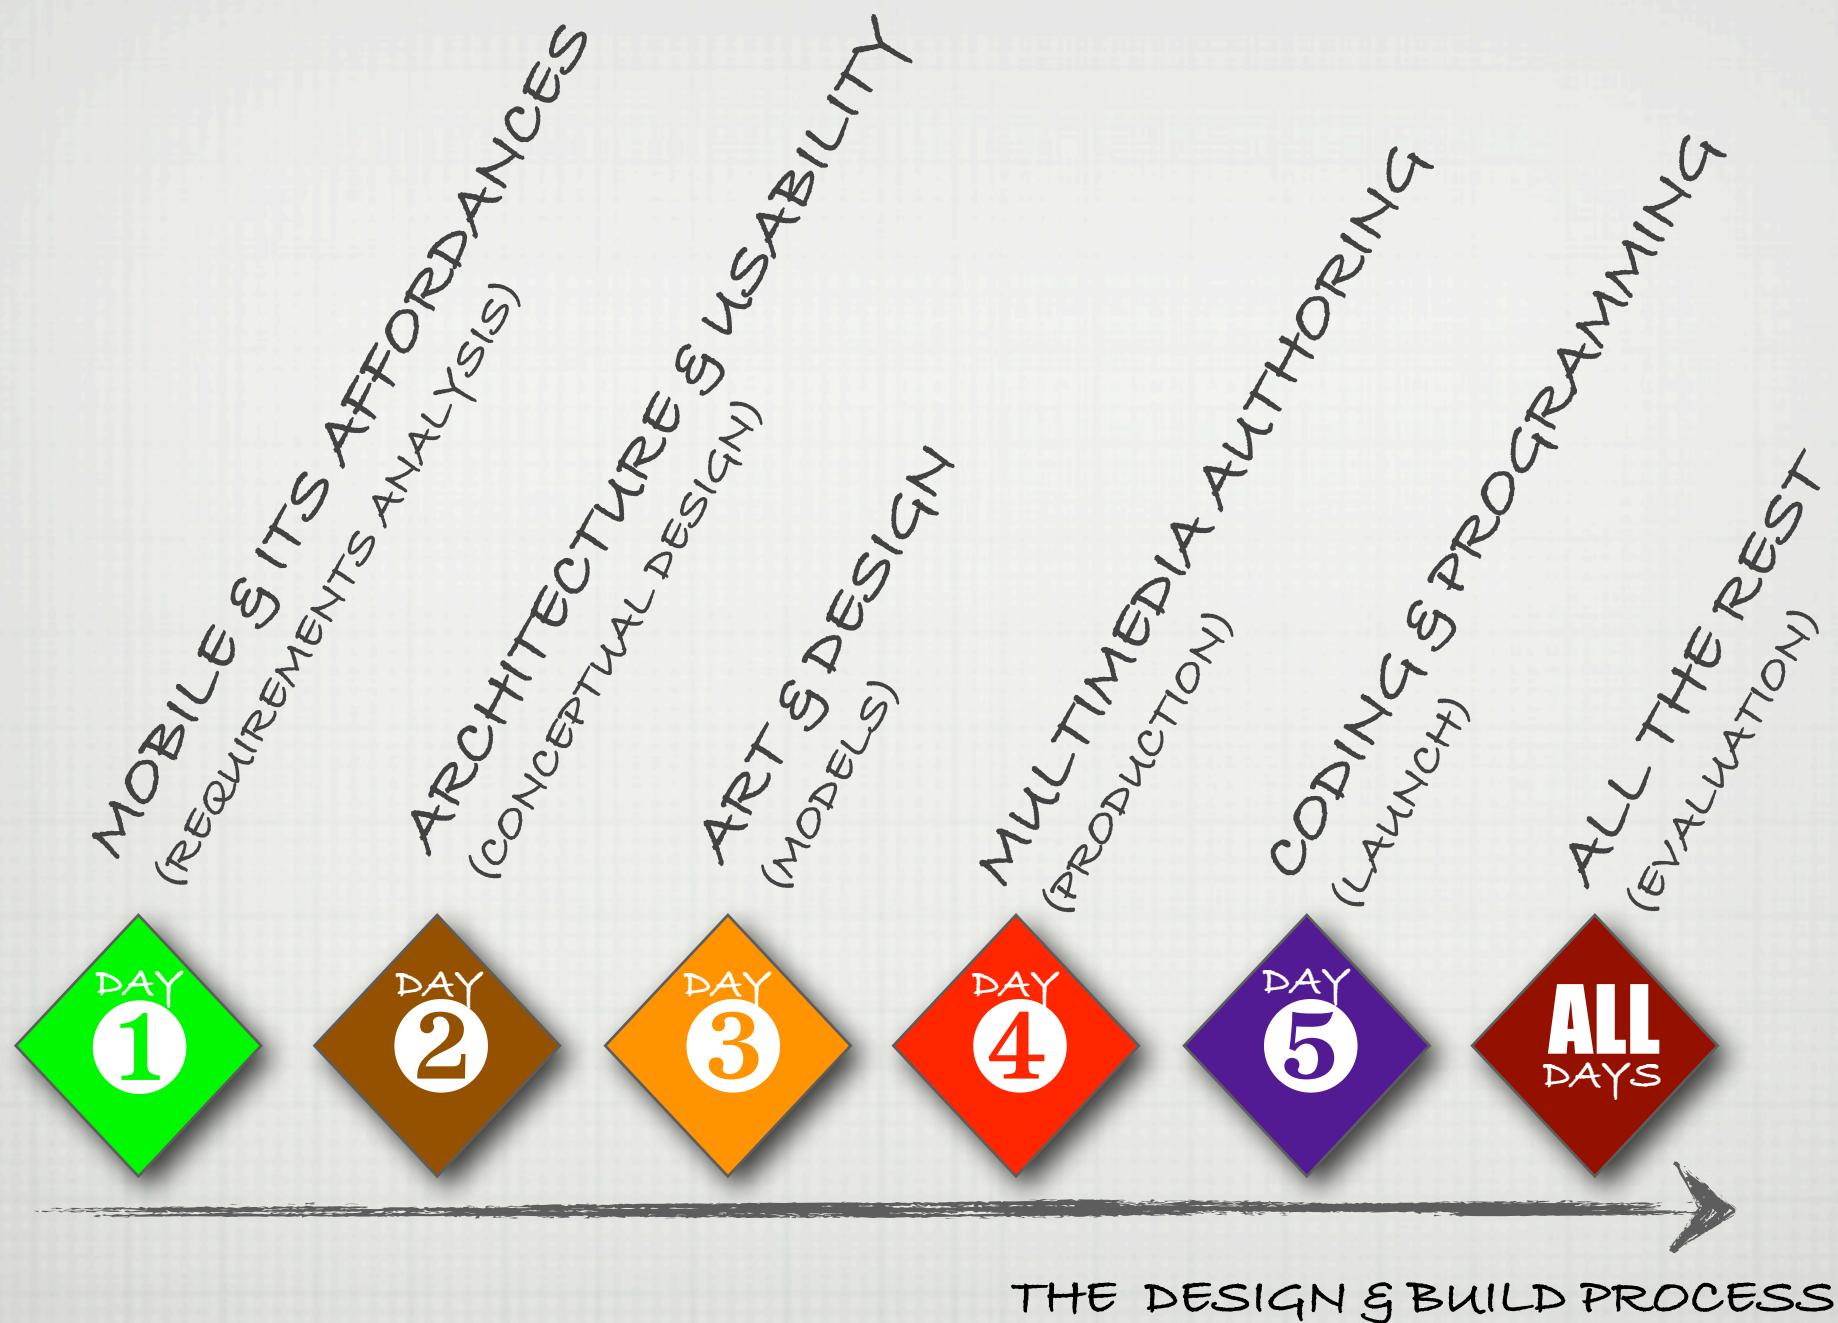 MOBILE & ITS AFFORDANCES
(REQUIREMENTS ANALYSIS)
ARCHITECTURE & USABILITY
(CONCEPTUAL DESIGN)
ART & DESIGN
(MODELS)
MULTIMEDIA AUTHORING
(PRODUCTION)
CODING & PROGRAMMING
(LAUNCH)
ALL THE REST
(EVALUATION)
DAY
1
DAY
2
DAY
3
DAY
4
DAY
5
ALL
DAYS
THE DESIGN & BUILD PROCESS